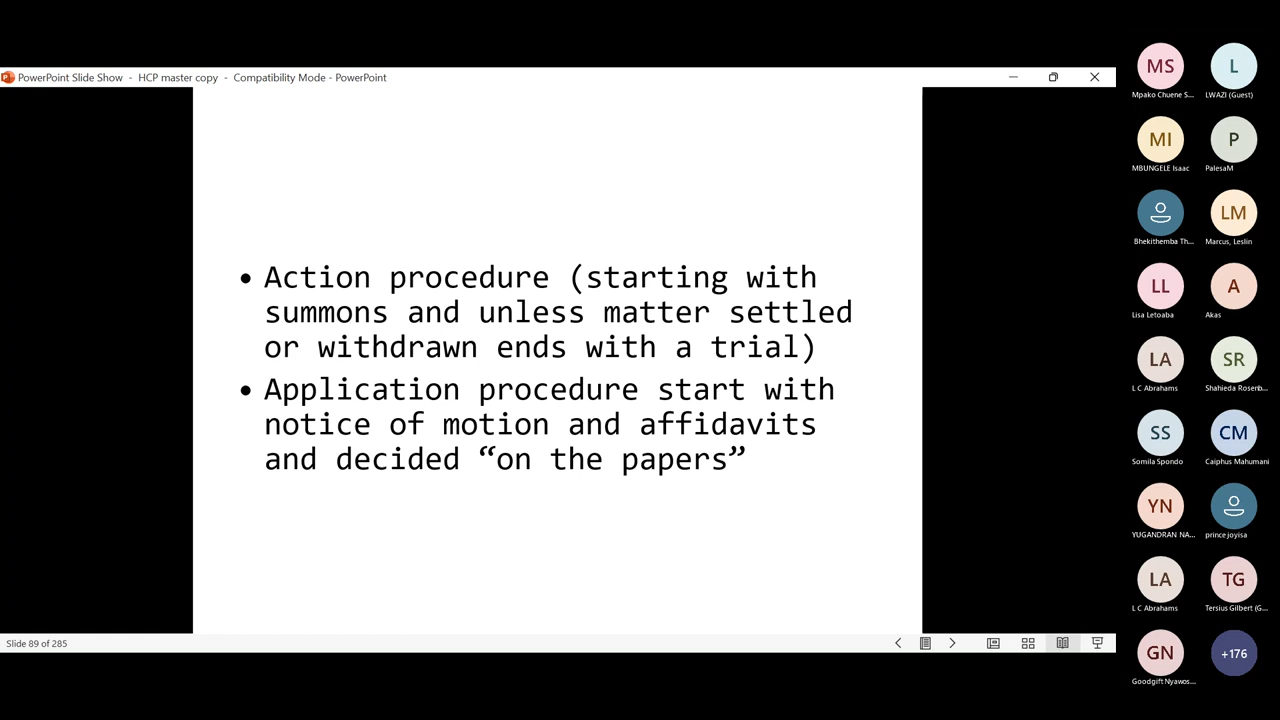 PowerPoint Slide Show - HCP master copy - Compatibility Mode - PowerPoint
• Action procedure (starting with
summons and unless matter settled
or withdrawn ends with a trial)
• Application procedure start with
notice of motion and affidavits
and decided “on the papers”
Slide 89 of 285
MS
Mpako Chuene S...
L
LWAZI (Guest)
MI
MBUNGELE Isaac
P
PalesaM
Bhekithemba Th...
LM
Marcus, Leslin
LL
Lisa Letoaba
A
Akas
LA
L C Abrahams
SR
Shahieda Rosenb...
SS
Somila Spondo
CM
Caiphus Mahumani
YN
YUGANDRAN NA...
prince joyisa
LA
L C Abrahams
TG
Tersius Gilbert (G...
GN
Goodgift Nyawos...
+176